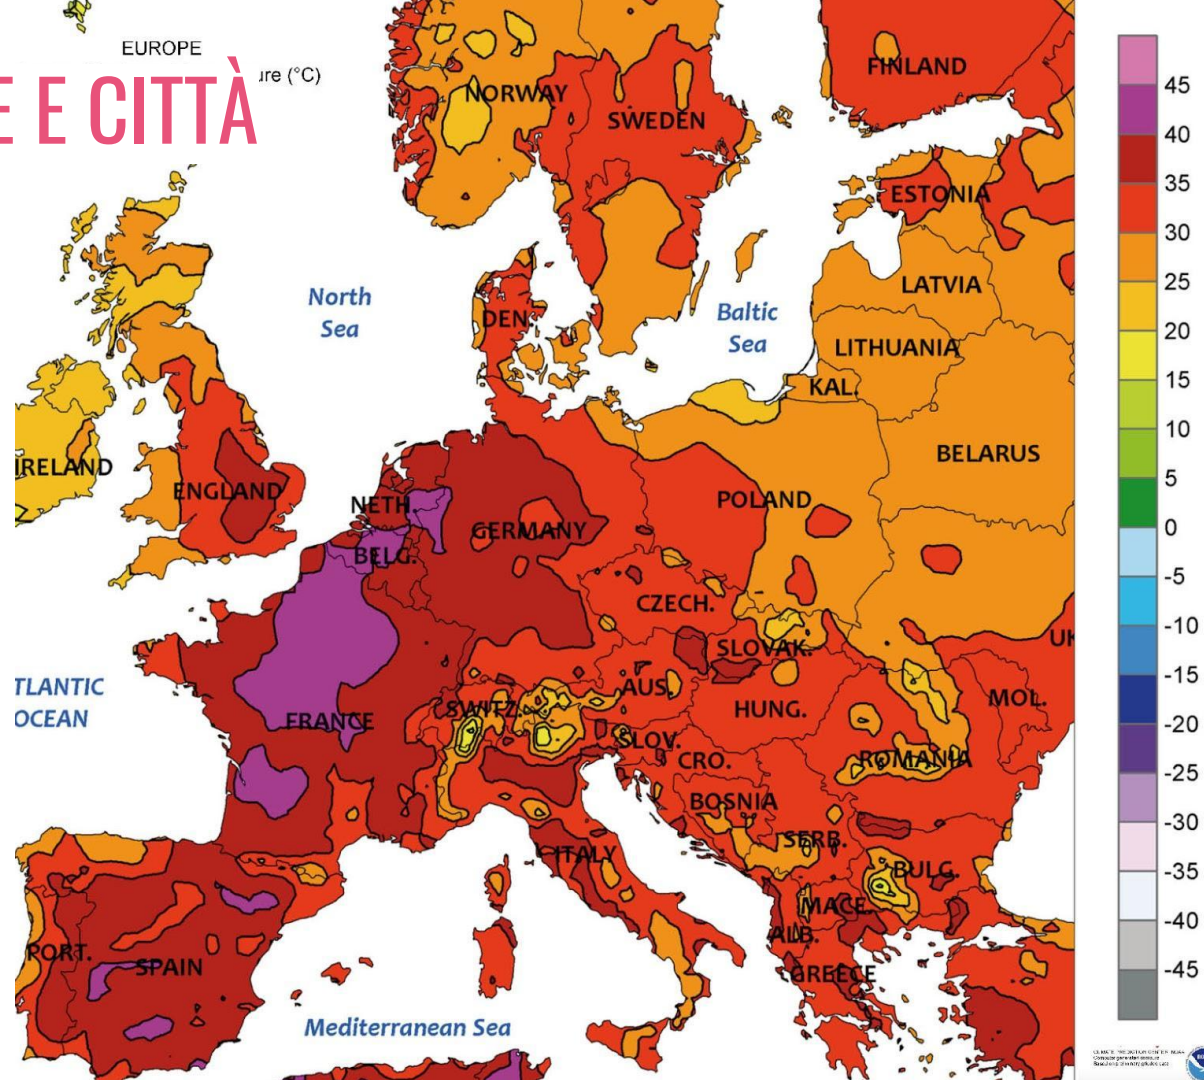 EUROPE
ure (°C)
E E CITTÀ
FINLAND
NORWAY
SWEDEN
ESTONIA
LATVIA
North
Sea
DEN.
Baltic
Sea
LITHUANIA
KAL.
IRELAND
ENGLAND
NETH.
BELG.
GERMANY
POLAND
BELARUS
CZECH.
SLOVAK.
UK
TLANTIC
OCEAN
FRANCE
SWITZ.
AUS.
HUNG.
MOL.
SLOV.
CRO.
ROMANIA
BOSNIA
SERB.
ITALY
BULG.
MACE.
ALB.
PORT.
SPAIN
GREECE
Mediterranean Sea
45
40
35
30
25
20
15
10
5
0
-5
-10
-15
-20
-25
-30
-35
-40
-45